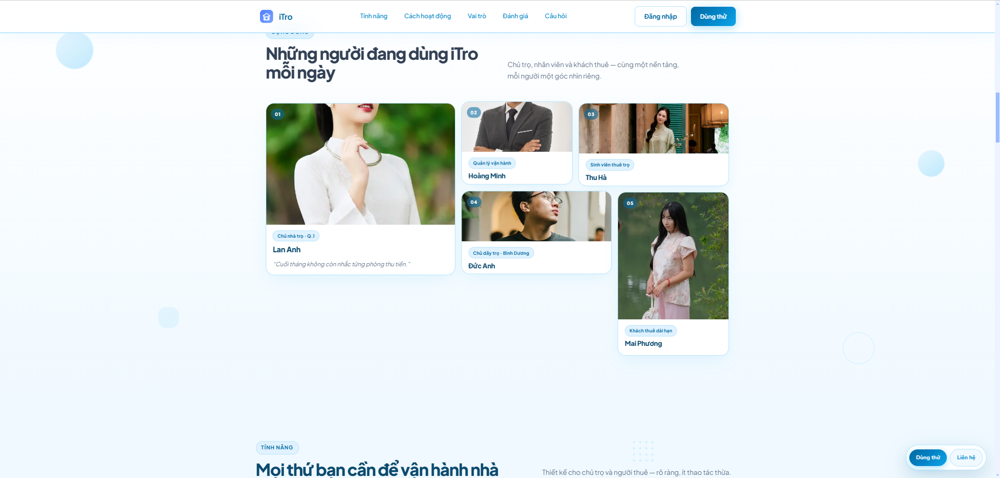 iTro
Tính năng
Cách hoạt động
Vai trò
Đánh giá
Câu hỏi
Đăng nhập
Dùng thử
Những người đang dùng iTro
mỗi ngày
Chủ trọ, nhân viên và khách thuê — cùng một nền tảng,
mỗi người một góc nhìn riêng.
01
Chủ nhà trọ · Q.1
Lan Anh
“Cuối tháng không còn nhắc từng phòng thu tiền.”
02
Quản lý vận hành
Hoàng Minh
03
Sinh viên thuê trọ
Thu Hà
04
Chủ dãy trọ · Bình Dương
Đức Anh
05
Khách thuê dài hạn
Mai Phương
TÍNH NĂNG
Mọi thứ bạn cần để vận hành nhà
Thiết kế cho chủ trọ và người thuê — rõ ràng, ít thao tác thừa.
Dùng thử
Liên hệ